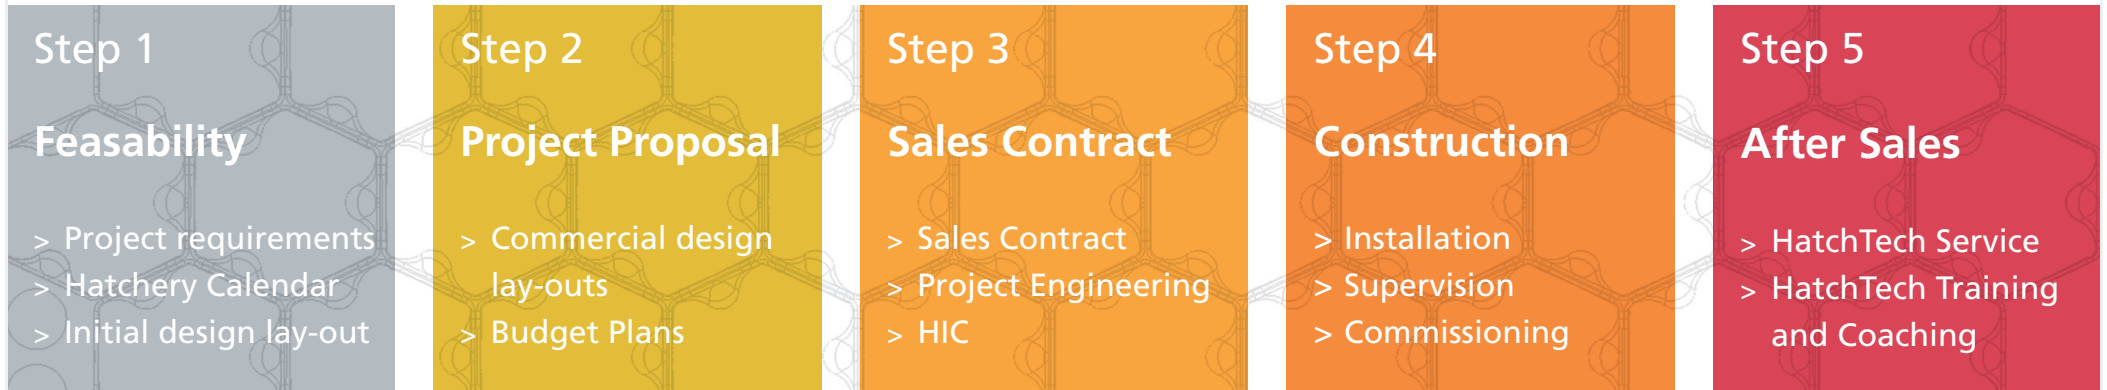 Step 1
Feasability
> Project requirements
> Hatchery Calendar
> Initial design lay-out
Step 2
Project Proposal
> Commercial design
lay-outs
> Budget Plans
Step 3
Sales Contract
> Sales Contract
> Project Engineering
> HIC
Step 4
Construction
> Installation
> Supervision
> Commissioning
Step 5
After Sales
> HatchTech Service
> HatchTech Training
and Coaching